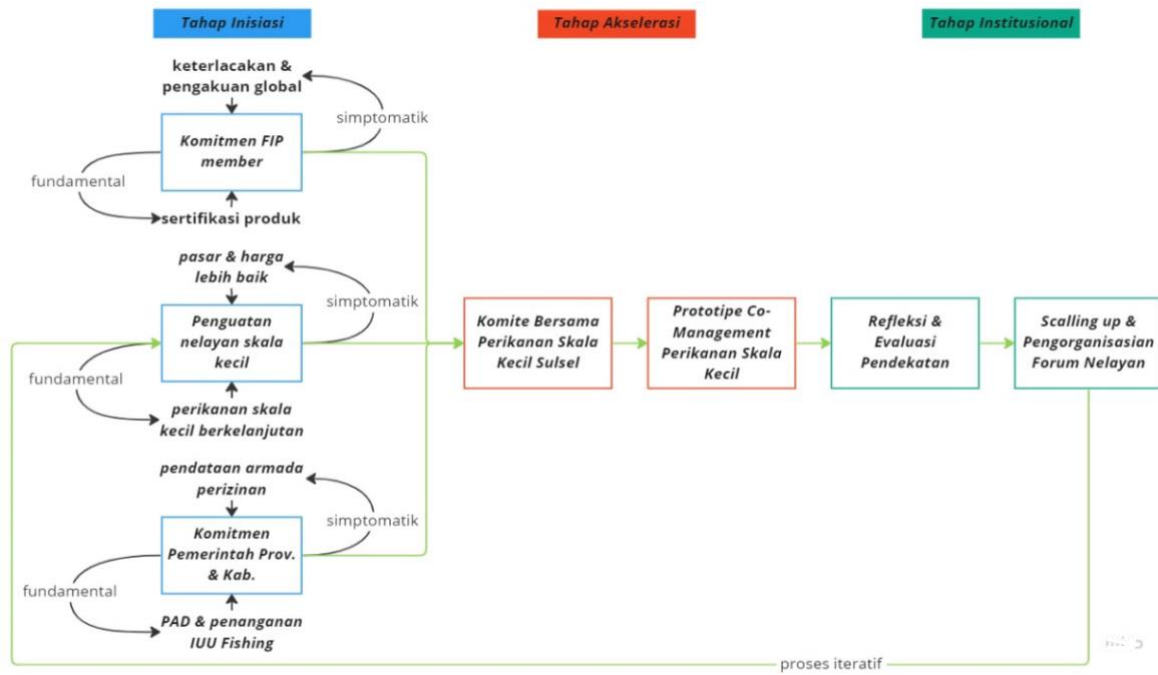 Tahap Inisiasi
Tahap Akselerasi
Tahap Institusional
keterlacakan &
pengakuan global
simptomatik
Komitmen FIP
member
fundamental
sertifikasi produk
pasar & harga
lebih baik
simptomatik
Penguatan
nelayan skala
kecil
fundamental
perikanan skala
kecil berkelanjutan
pendataan armada
perizinan
simptomatik
Komitmen
Pemerintah Prov.
& Kab.
fundamental
PAD & penanganan
IUU Fishing
Komite Bersama
Perikanan Skala
Kecil Sulsel
Prototipe Co-
Management
Perikanan Skala
Kecil
Refleksi &
Evaluasi
Pendekatan
Scalling up &
Pengorganisasian
Forum Nelayan
proses iteratif